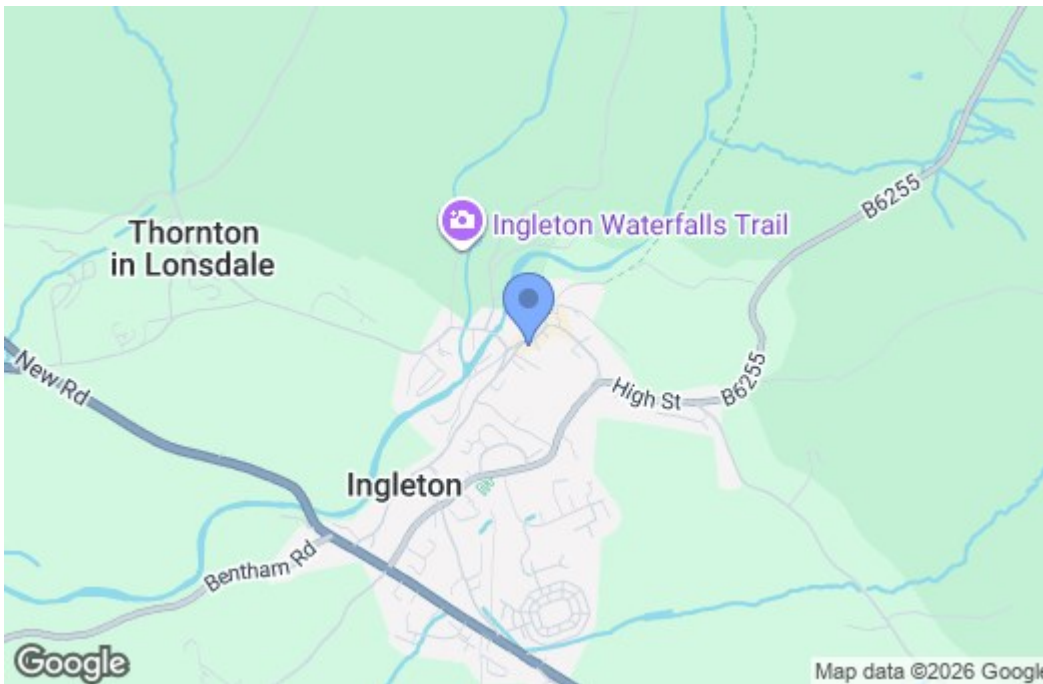 B6255
Ingleton Waterfalls Trail
Thornton
in Lonsdale
New Rd
High St
B6255
Ingleton
Bentham Rd
Google
Map data ©2026 Google